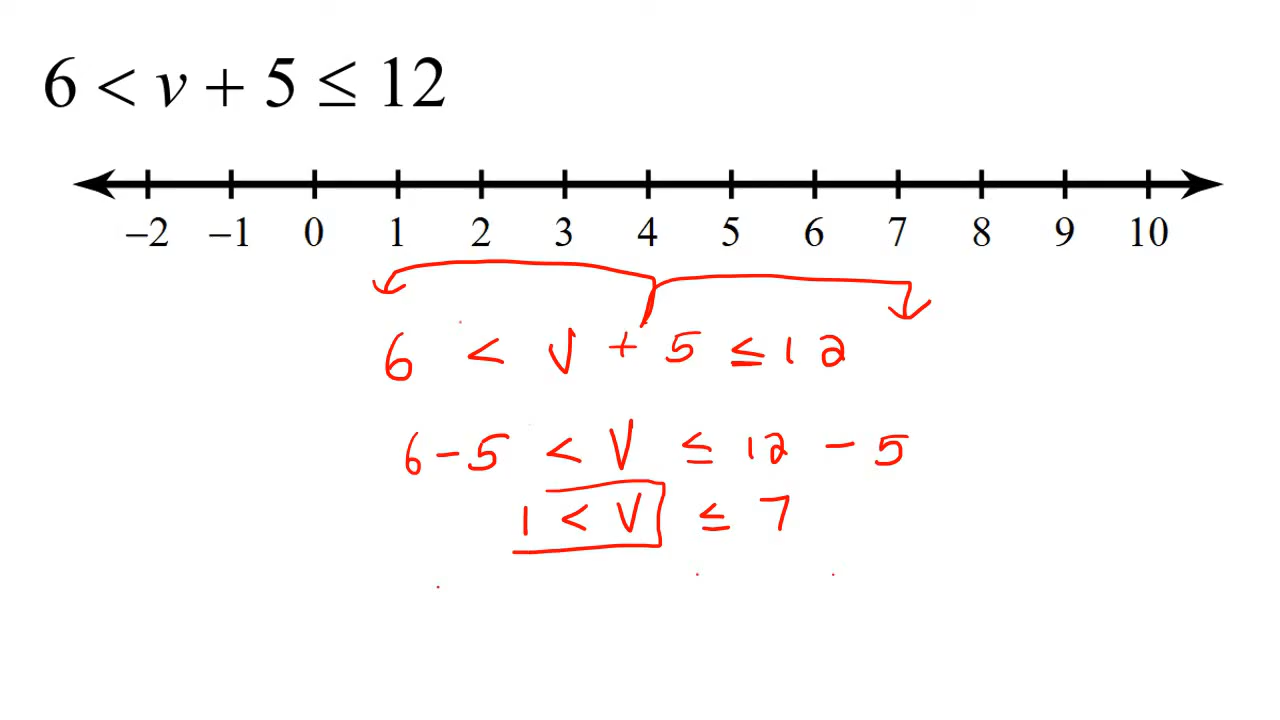 6 < v + 5 ≤ 12
−2 −1 0 1 2 3 4 5 6 7 8 9 10
6 < V + 5 ≤ 12
6 - 5 < V ≤ 12 - 5
1 < V ≤ 7